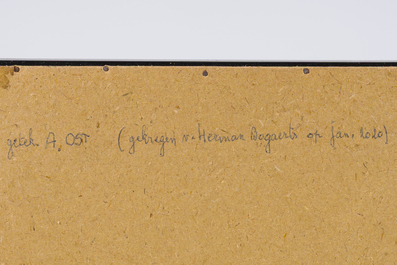 getek. A. OST (gekregen v. Herman Bogaerts op jan. 2020)